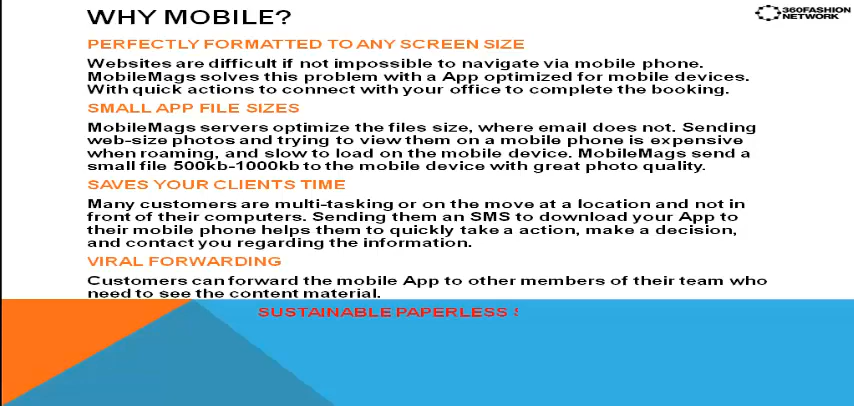 WHY MOBILE?
360FASHION
NETWORK
PERFECTLY FORMATTED TO ANY SCREEN SIZE
Websites are difficult if not impossible to navigate via mobile phone.
MobileMags solves this problem with a App optimized for mobile devices.
With quick actions to connect with your office to complete the booking.
SMALL APP FILE SIZES
MobileMags servers optimize the files size, where email does not. Sending
web-size photos and trying to view them on a mobile phone is expensive
when roaming, and slow to load on the mobile device. MobileMags send a
small file 500kb-1000kb to the mobile device with great photo quality.
SAVES YOUR CLIENTS TIME
Many customers are multi-tasking or on the move at a location and not in
front of their computers. Sending them an SMS to download your App to
their mobile phone helps them to quickly take a action, make a decision,
and contact you regarding the information.
VIRAL FORWARDING
Customers can forward the mobile App to other members of their team who
need to see the content material.
SUSTAINABLE PAPERLESS